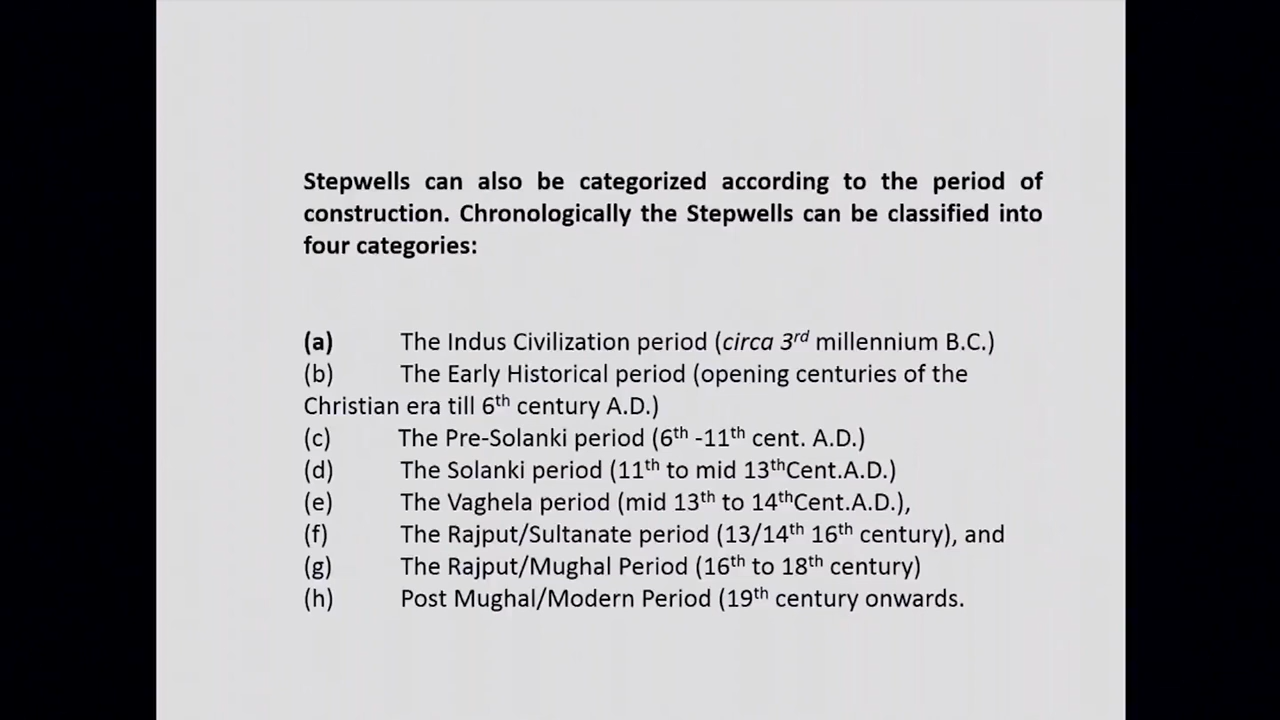 Stepwells can also be categorized according to the period of
construction. Chronologically the Stepwells can be classified into
four categories:
(a) The Indus Civilization period (circa 3rd millennium B.C.)
(b) The Early Historical period (opening centuries of the
Christian era till 6th century A.D.)
(c) The Pre-Solanki period (6th -11th cent. A.D.)
(d) The Solanki period (11th to mid 13thCent.A.D.)
(e) The Vaghela period (mid 13th to 14thCent.A.D.),
(f) The Rajput/Sultanate period (13/14th 16th century), and
(g) The Rajput/Mughal Period (16th to 18th century)
(h) Post Mughal/Modern Period (19th century onwards.